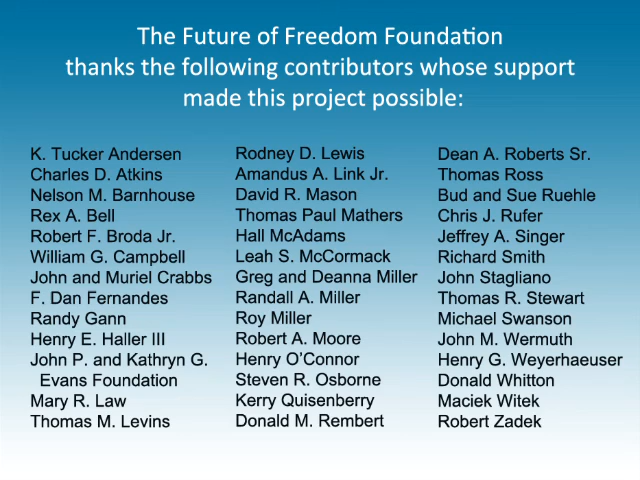 The Future of Freedom Foundation
thanks the following contributors whose support
made this project possible:
K. Tucker Andersen
Charles D. Atkins
Nelson M. Barnhouse
Rex A. Bell
Robert F. Broda Jr.
William G. Campbell
John and Muriel Crabbs
F. Dan Fernandes
Randy Gann
Henry E. Haller III
John P. and Kathryn G.
Evans Foundation
Mary R. Law
Thomas M. Levins
Rodney D. Lewis
Amandus A. Link Jr.
David R. Mason
Thomas Paul Mathers
Hall McAdams
Leah S. McCormack
Greg and Deanna Miller
Randall A. Miller
Roy Miller
Robert A. Moore
Henry O'Connor
Steven R. Osborne
Kerry Quisenberry
Donald M. Rembert
Dean A. Roberts Sr.
Thomas Ross
Bud and Sue Ruehle
Chris J. Rufer
Jeffrey A. Singer
Richard Smith
John Stagliano
Thomas R. Stewart
Michael Swanson
John M. Wermuth
Henry G. Weyerhaeuser
Donald Whitton
Maciek Witek
Robert Zadek